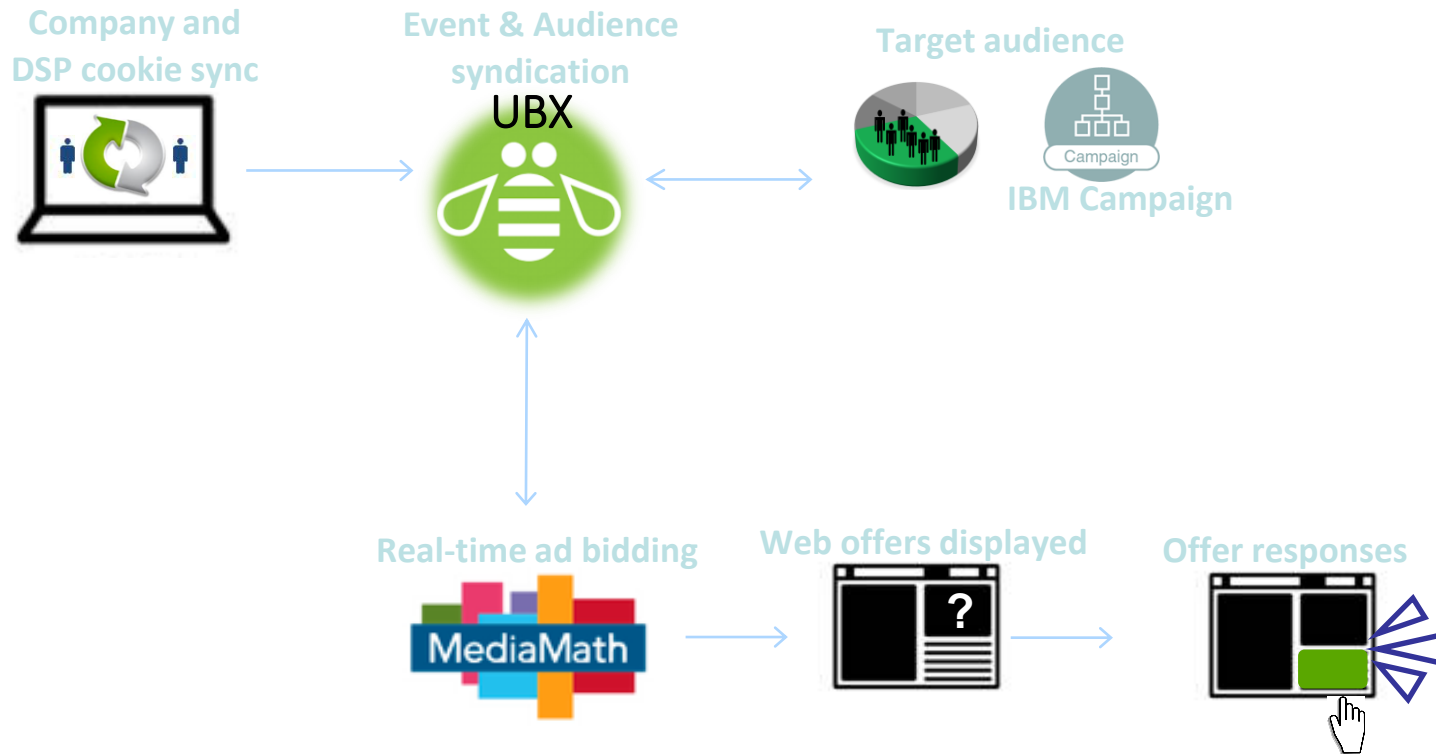 Company and
DSP cookie sync
Event & Audience
syndication
UBX
Target audience
Campaign
IBM Campaign
Real-time ad bidding
MediaMath
Web offers displayed
?
Offer responses